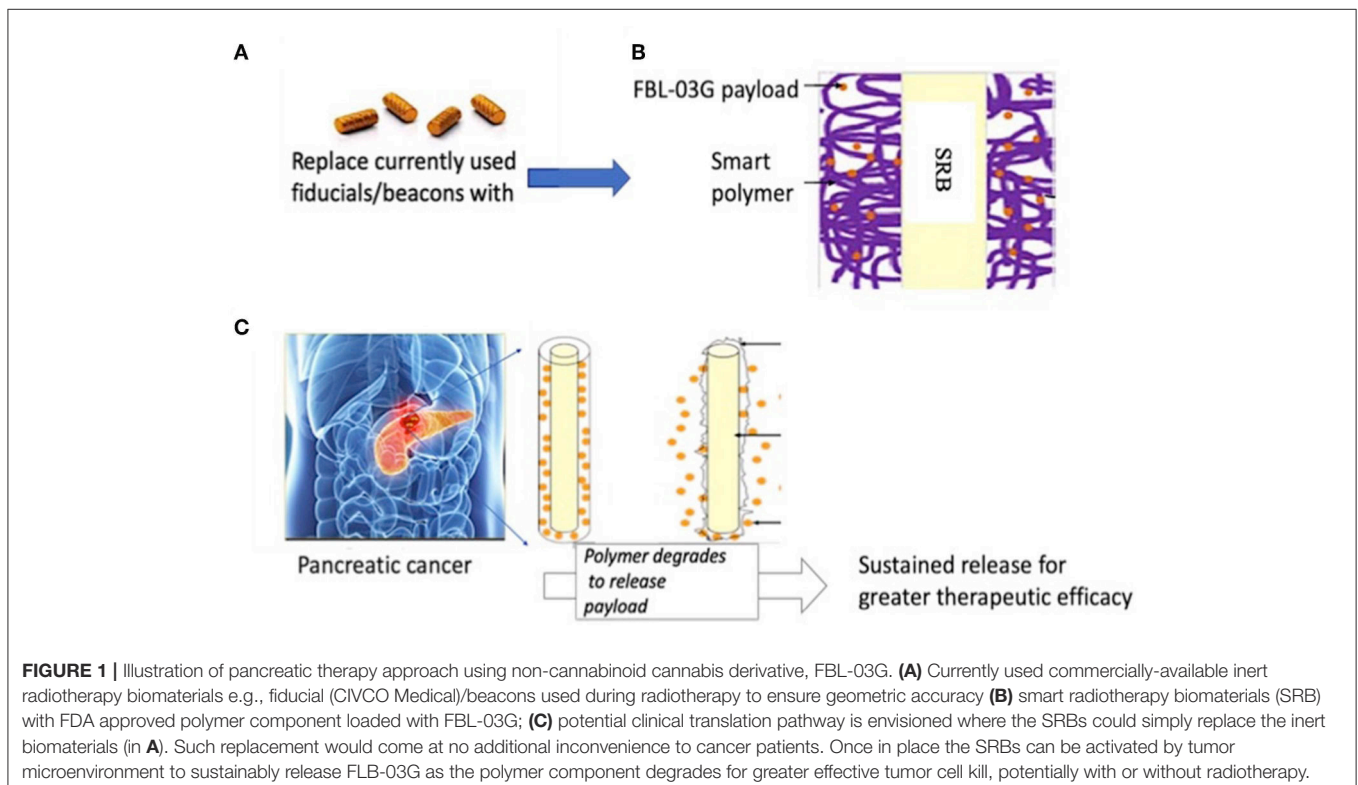 A
B
FBL-03G payload
Smart
polymer
SRB
Replace currently used
fiducials/beacons with
C
Pancreatic cancer
Polymer degrades
to release
payload
Sustained release for
greater therapeutic efficacy
FIGURE 1 | Illustration of pancreatic therapy approach using non-cannabinoid cannabis derivative, FBL-03G. (A) Currently used commercially-available inert
radiotherapy biomaterials e.g., fiducial (CIVCO Medical)/beacons used during radiotherapy to ensure geometric accuracy (B) smart radiotherapy biomaterials (SRB)
with FDA approved polymer component loaded with FBL-03G; (C) potential clinical translation pathway is envisioned where the SRBs could simply replace the inert
biomaterials (in A). Such replacement would come at no additional inconvenience to cancer patients. Once in place the SRBs can be activated by tumor
microenvironment to sustainably release FLB-03G as the polymer component degrades for greater effective tumor cell kill, potentially with or without radiotherapy.